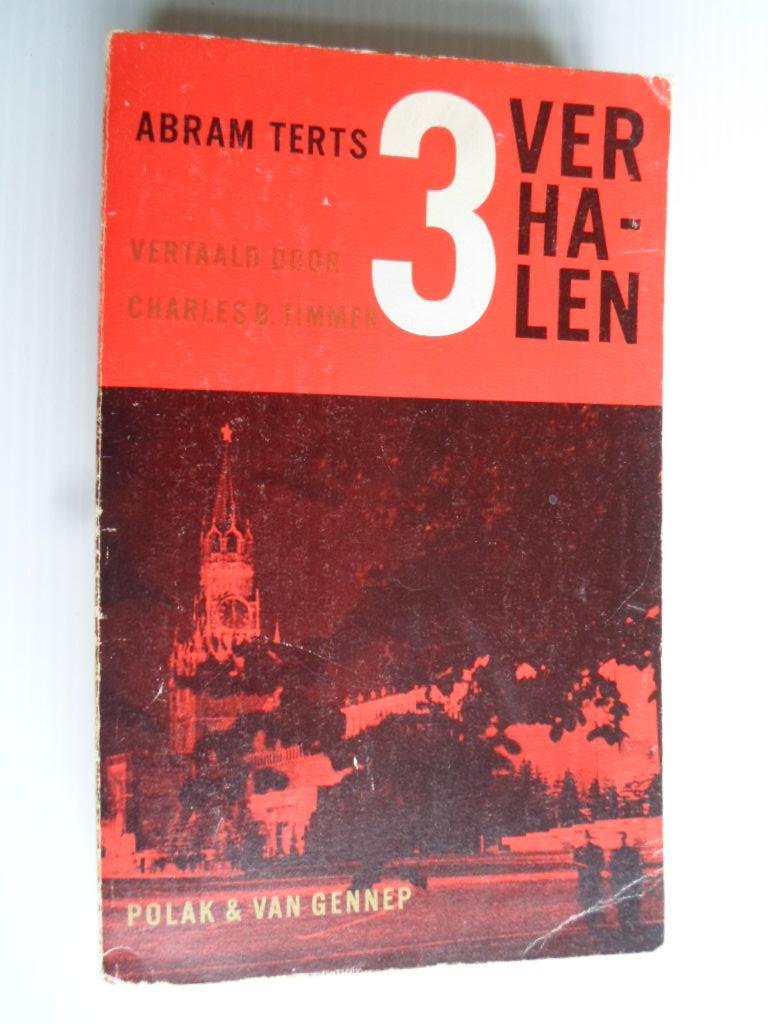 ABRAM TERTS
3
VER
HA-
LEN
VERTAALD DOOR
CHARLES B. TIMMER
POLAK & VAN GENNEP